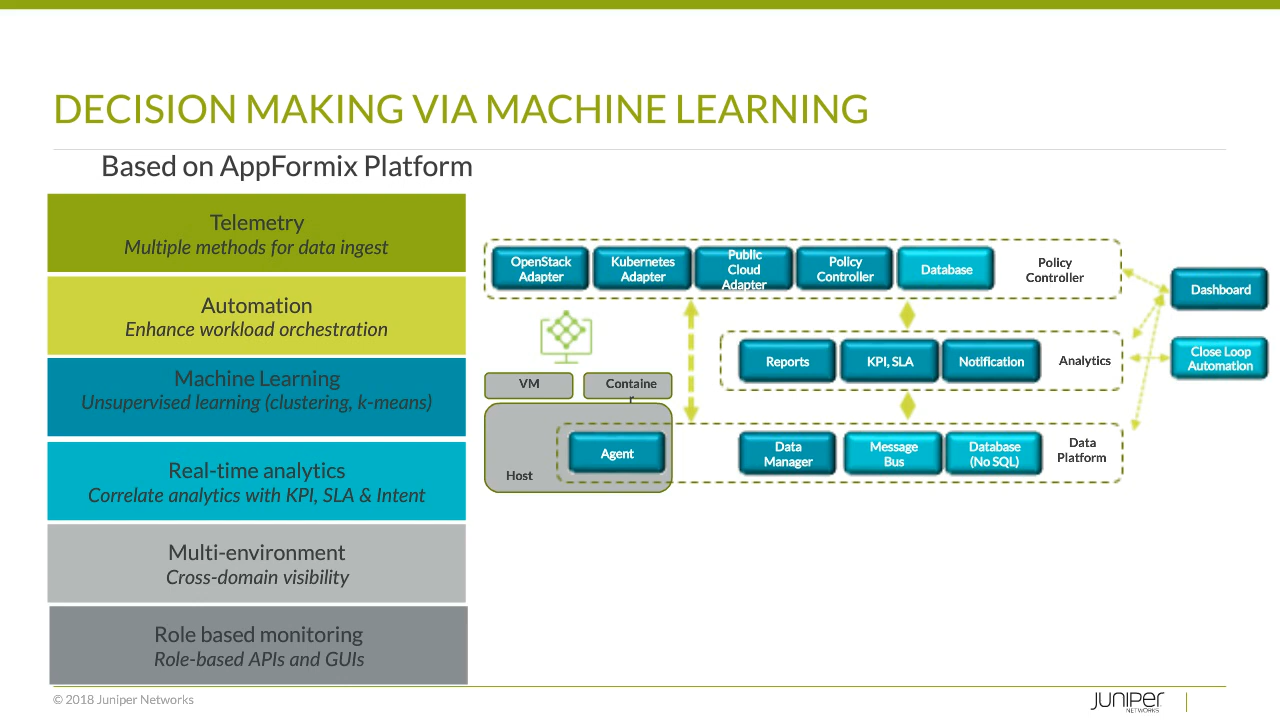 DECISION MAKING VIA MACHINE LEARNING
Based on AppFormix Platform
Telemetry
Multiple methods for data ingest
Automation
Enhance workload orchestration
Machine Learning
Unsupervised learning (clustering, k-means)
Real-time analytics
Correlate analytics with KPI, SLA & Intent
Multi-environment
Cross-domain visibility
Role based monitoring
Role-based APIs and GUIs
OpenStack
Adapter
Kubernetes
Adapter
Public
Cloud
Adapter
Policy
Controller
Database
Policy
Controller
Dashboard
Reports
KPI, SLA
Notification
Analytics
Close Loop
Automation
VM
Containe
r
Agent
Host
Data
Manager
Message
Bus
Database
(No SQL)
Data
Platform
© 2018 Juniper Networks
JUNIPER
NETWORKS